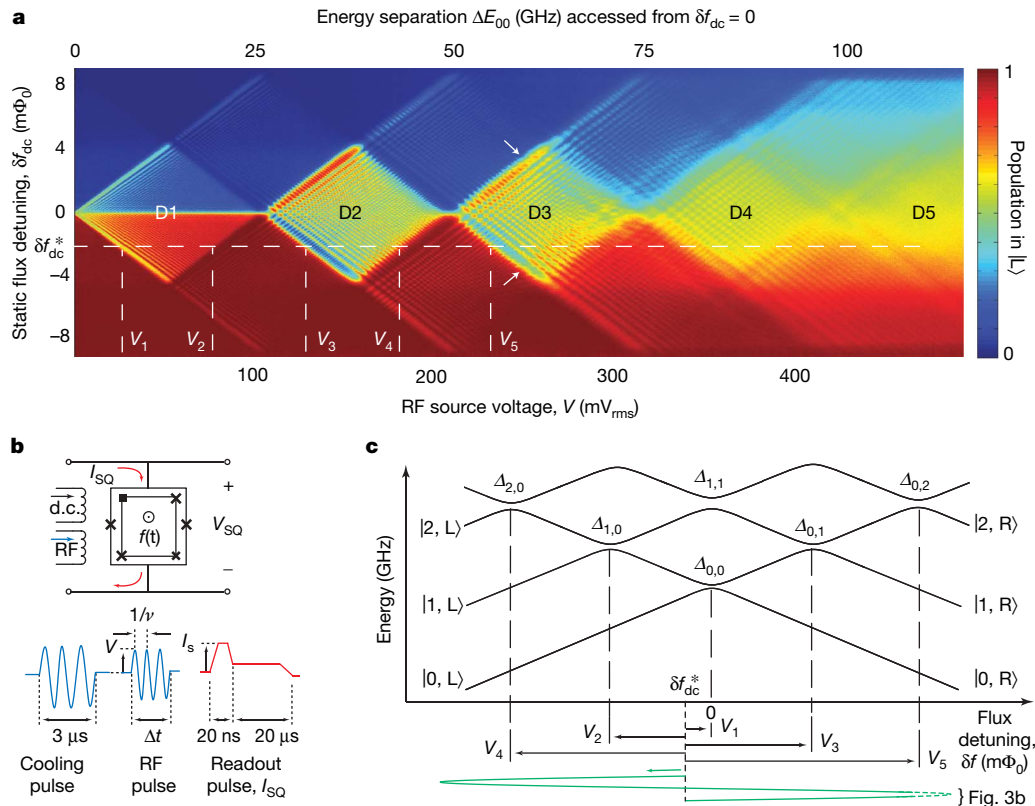 a
Energy separation ΔE00 (GHz) accessed from δfdc = 0
0 25 50 75 100
8
4
0
δfdc*
−4
−8
Static flux detuning, δfdc (mΦ0)
D1 D2 D3 D4 D5
V1 V2 V3 V4 V5
100 200 300 400
RF source voltage, V (mVrms)
1
0
Population in |L⟩
b
ISQ
d.c.
RF
f(t)
+
VSQ
−
1/ν
V
Is
3 μs
Δt
20 ns 20 μs
Cooling pulse
RF pulse
Readout pulse, ISQ
c
Energy (GHz)
Δ2,0 Δ1,1 Δ0,2
|2, L⟩ Δ1,0 Δ0,1 |2, R⟩
Δ0,0
|1, L⟩ |1, R⟩
|0, L⟩ |0, R⟩
δfdc*
0
Flux detuning, δf (mΦ0)
V1
V2 V3
V4 V5
} Fig. 3b